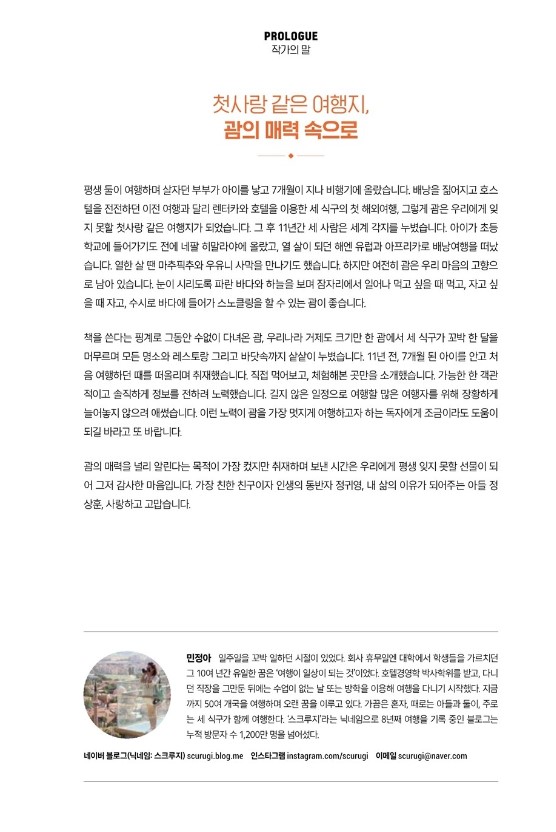 PROLOGUE
작가의 말
첫사랑 같은 여행지,
괌의 매력 속으로
평생 둘이 여행하며 살자던 부부가 아이를 낳고 7개월이 지나 비행기에 올랐습니다. 배낭을 짊어지고 호스
텔을 전전하던 이전 여행과 달리 렌터카와 호텔을 이용한 세 식구의 첫 해외여행, 그렇게 괌은 우리에게 잊
지 못할 첫사랑 같은 여행지가 되었습니다. 그 후 11년간 세 사람은 세계 각지를 누볐습니다. 아이가 초등
학교에 들어가기도 전에 네팔 히말라야에 올랐고, 열 살이 되던 해엔 유럽과 아프리카로 배낭여행을 떠났
습니다. 열한 살 땐 마추픽추와 우유니 사막을 만나기도 했습니다. 하지만 여전히 괌은 우리 마음의 고향으
로 남아 있습니다. 눈이 시리도록 파란 바다와 하늘을 보며 잠자리에서 일어나 먹고 싶을 때 먹고, 자고 싶
을 때 자고, 수시로 바다에 들어가 스노클링을 할 수 있는 괌이 좋습니다.
책을 쓴다는 핑계로 그동안 수없이 다녀온 괌, 우리나라 거제도 크기만 한 괌에서 세 식구가 꼬박 한 달을
머무르며 모든 명소와 레스토랑 그리고 바닷속까지 샅샅이 누볐습니다. 11년 전, 7개월 된 아이를 안고 처
음 여행하던 때를 떠올리며 취재했습니다. 직접 먹어보고, 체험해본 곳만을 소개했습니다. 가능한 한 객관
적이고 솔직하게 정보를 전하려 노력했습니다. 길지 않은 일정으로 여행할 많은 여행자를 위해 장황하게
늘어놓지 않으려 애썼습니다. 이런 노력이 괌을 가장 멋지게 여행하고자 하는 독자에게 조금이라도 도움이
되길 바라고 또 바랍니다.
괌의 매력을 널리 알린다는 목적이 가장 컸지만 취재하며 보낸 시간은 우리에게 평생 잊지 못할 선물이 되
어 그저 감사한 마음입니다. 가장 친한 친구이자 인생의 동반자 정귀영, 내 삶의 이유가 되어주는 아들 정
상훈, 사랑하고 고맙습니다.
민정아 일주일을 꼬박 일하던 시절이 있었다. 회사 휴무일엔 대학에서 학생들을 가르치던
그 10여 년간 유일한 꿈은 '여행이 일상이 되는 것'이었다. 호텔경영학 박사학위를 받고, 다니
던 직장을 그만둔 뒤에는 수업이 없는 날 또는 방학을 이용해 여행을 다니기 시작했다. 지금
까지 50여 개국을 여행하며 오랜 꿈을 이루고 있다. 가끔은 혼자, 때로는 아들과 둘이, 주로
는 세 식구가 함께 여행한다. '스크루지'라는 닉네임으로 8년째 여행을 기록 중인 블로그는
누적 방문자 수 1,200만 명을 넘어섰다.
네이버 블로그(닉네임: 스크루지) scurugi.blog.me 인스타그램 instagram.com/scurugi 이메일 scurugi@naver.com